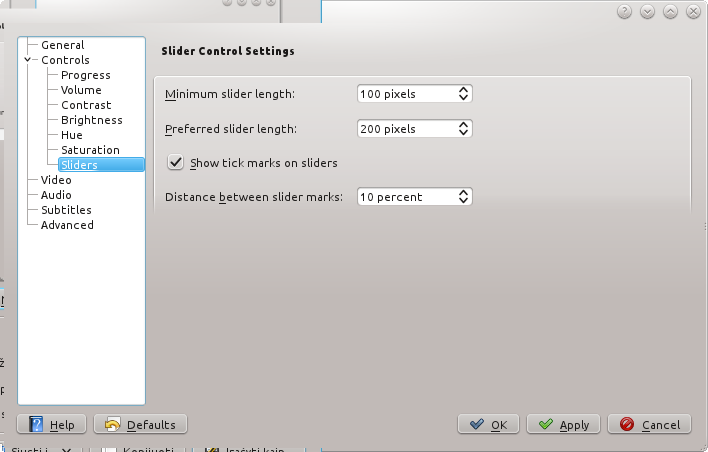 General
Controls
Progress
Volume
Contrast
Brightness
Hue
Saturation
Sliders
Video
Audio
Subtitles
Advanced
Slider Control Settings
Minimum slider length: 100 pixels
Preferred slider length: 200 pixels
Show tick marks on sliders
Distance between slider marks: 10 percent
Help Defaults OK Apply Cancel